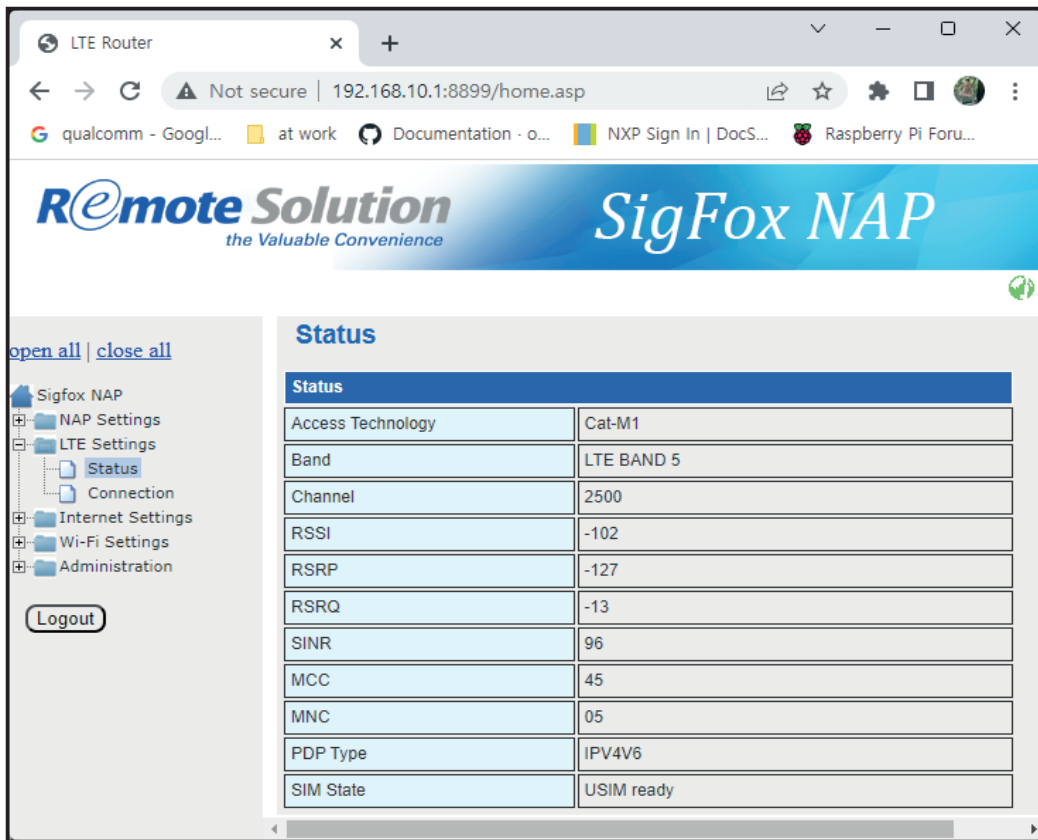 LTE Router
Not secure | 192.168.10.1:8899/home.asp
qualcomm - Googl... at work Documentation · o... NXP Sign In | DocS... Raspberry Pi Foru...
Remote Solution
the Valuable Convenience
SigFox NAP
open all | close all
Sigfox NAP
NAP Settings
LTE Settings
Status
Connection
Internet Settings
Wi-Fi Settings
Administration
Logout
Status
Status
Access Technology Cat-M1
Band LTE BAND 5
Channel 2500
RSSI -102
RSRP -127
RSRQ -13
SINR 96
MCC 45
MNC 05
PDP Type IPV4V6
SIM State USIM ready